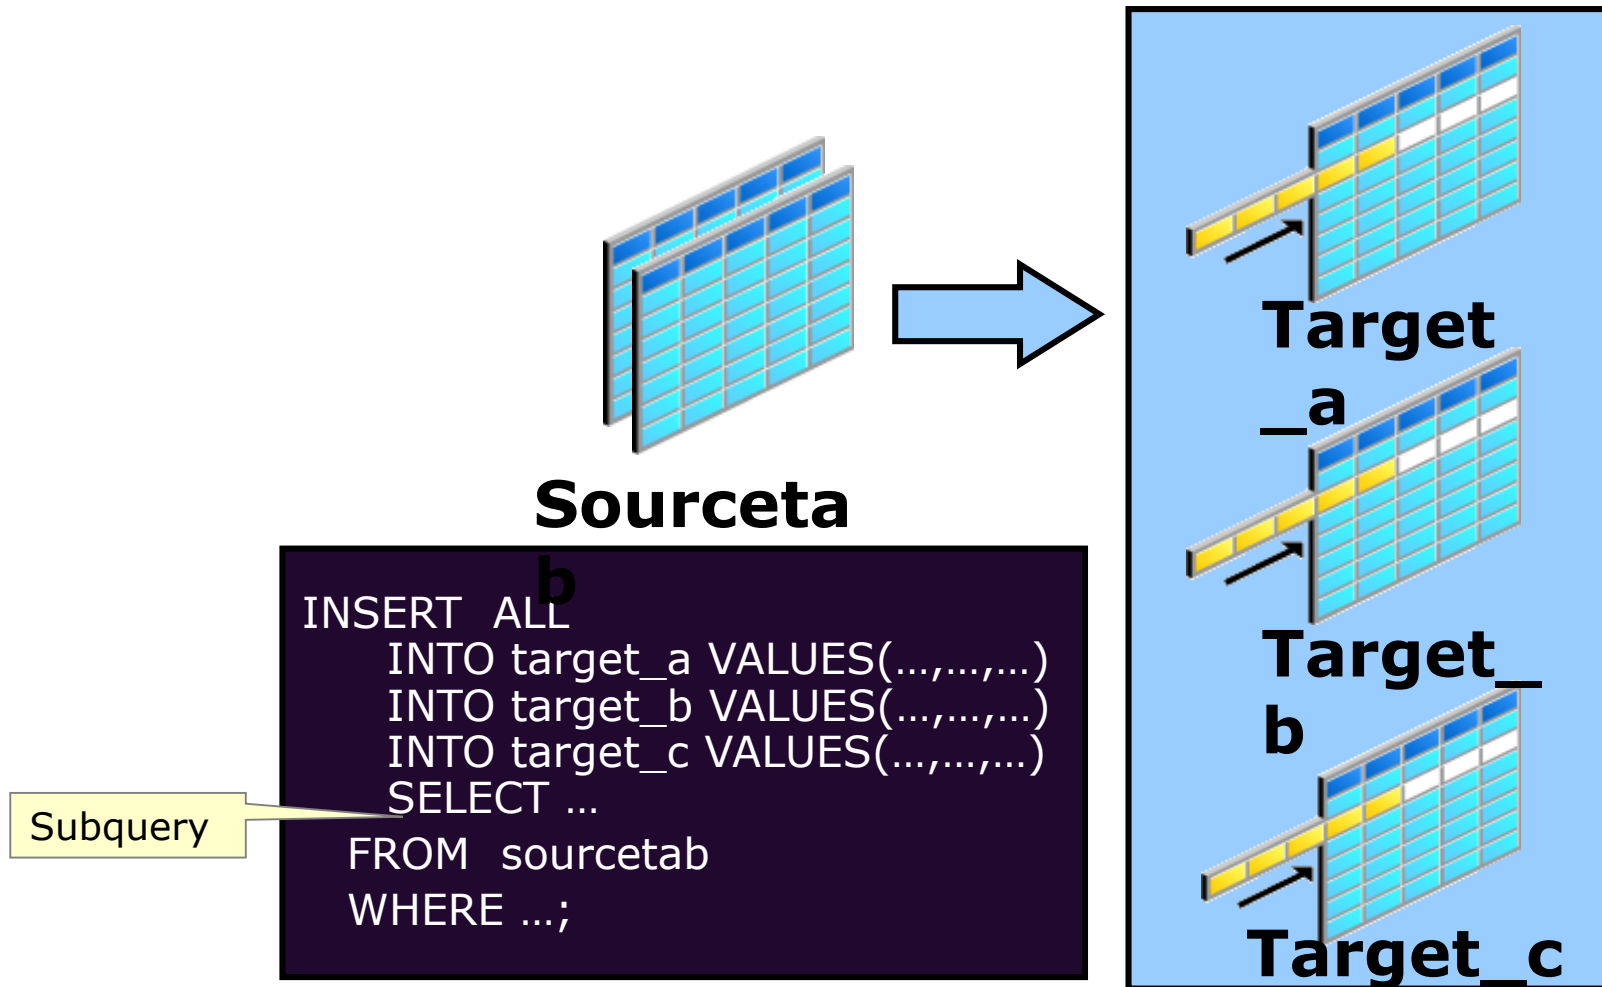 Target
_a
Sourceta
b
INSERT ALL
INTO target_a VALUES(…,…,…)
INTO target_b VALUES(…,…,…)
INTO target_c VALUES(…,…,…)
SELECT …
FROM sourcetab
WHERE …;
Subquery
Target_
b
Target_c